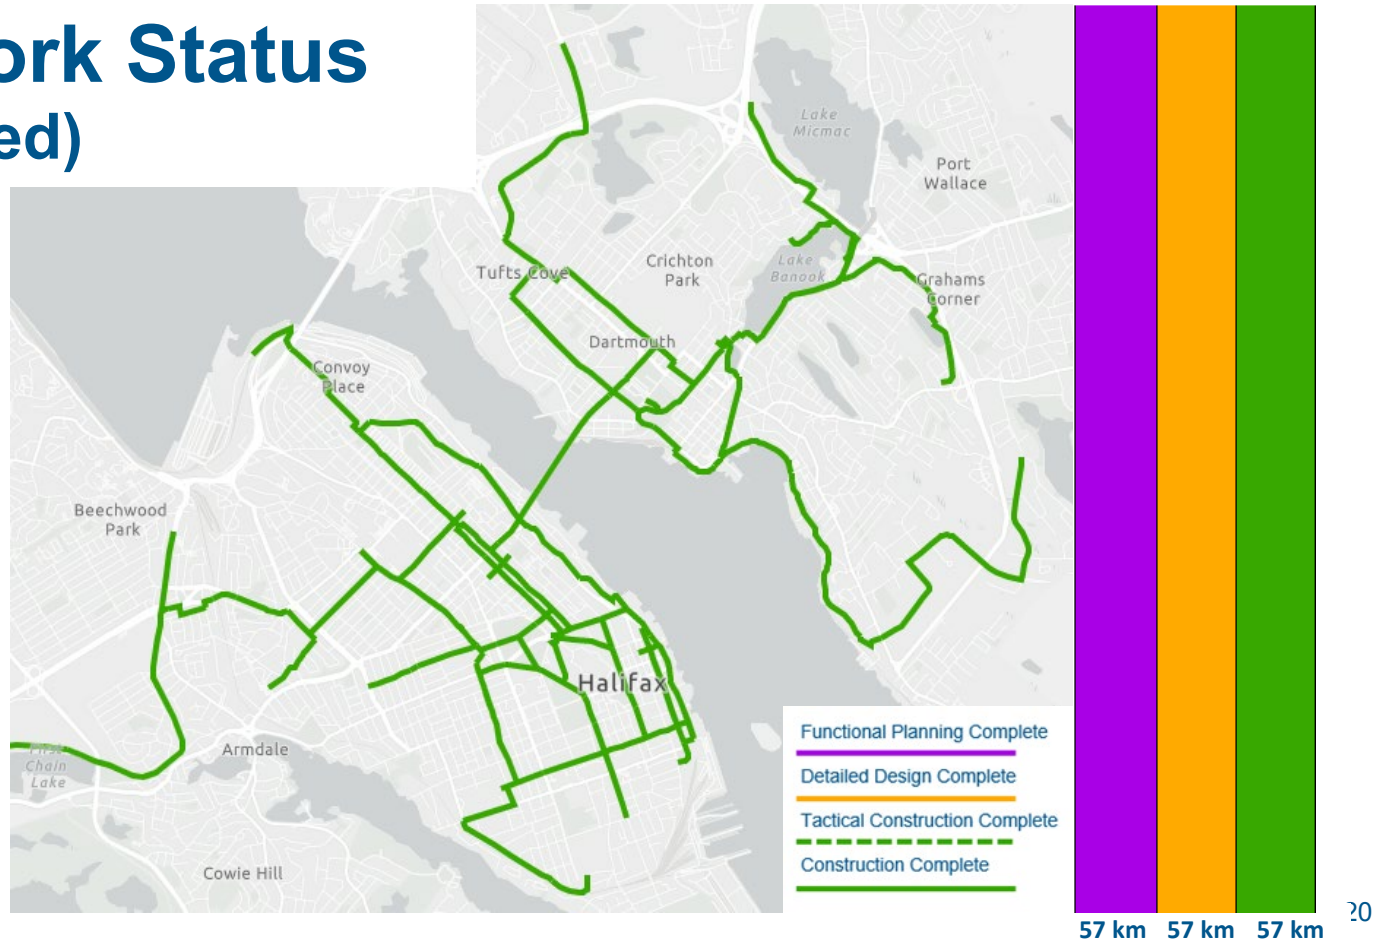 ork Status
ed)
Lake
Micmac
Port
Wallace
Crichton
Park
Lake
Banook
Tufts Cove
Grahams
Corner
Dartmouth
Convoy
Place
Beechwood
Park
Halifax
First
Chain
Lake
Armdale
Cowie Hill
Functional Planning Complete
Detailed Design Complete
Tactical Construction Complete
Construction Complete
57 km 57 km 57 km
20